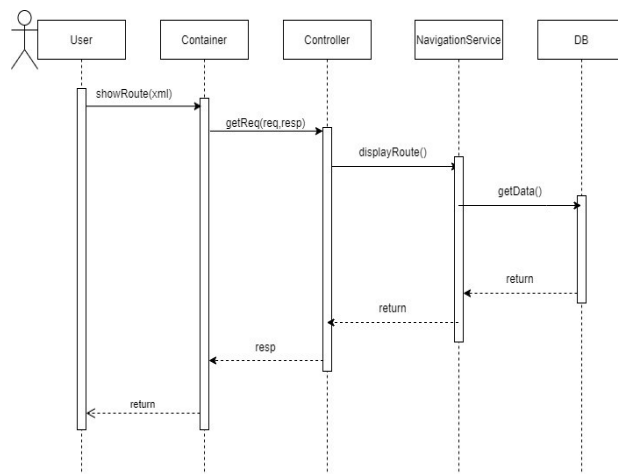 User
Container
Controller
NavigationService
DB
showRoute(xml)
getReq(req,resp)
displayRoute()
getData()
return
return
resp
return